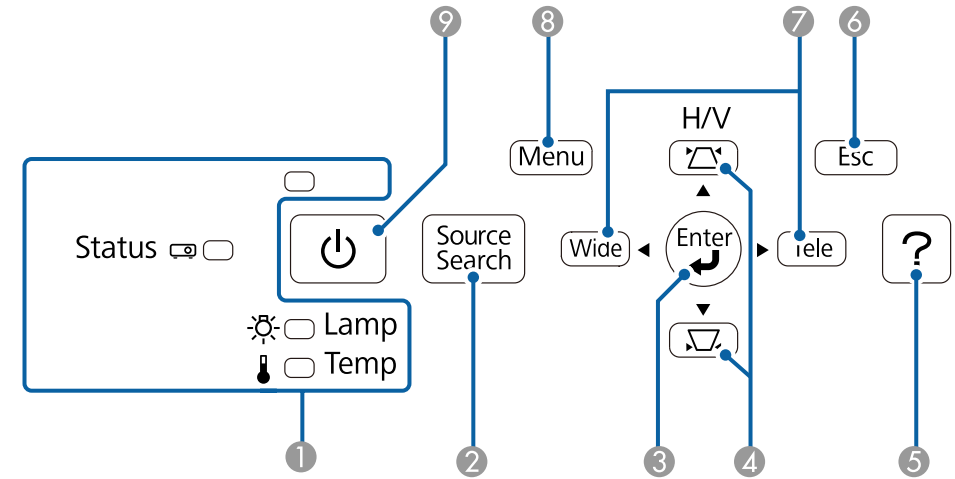 9
8
7
6
H/V
Menu
Esc
Status
Source
Search
Wide
Enter
Tele
?
Lamp
Temp
1
2
3
4
5